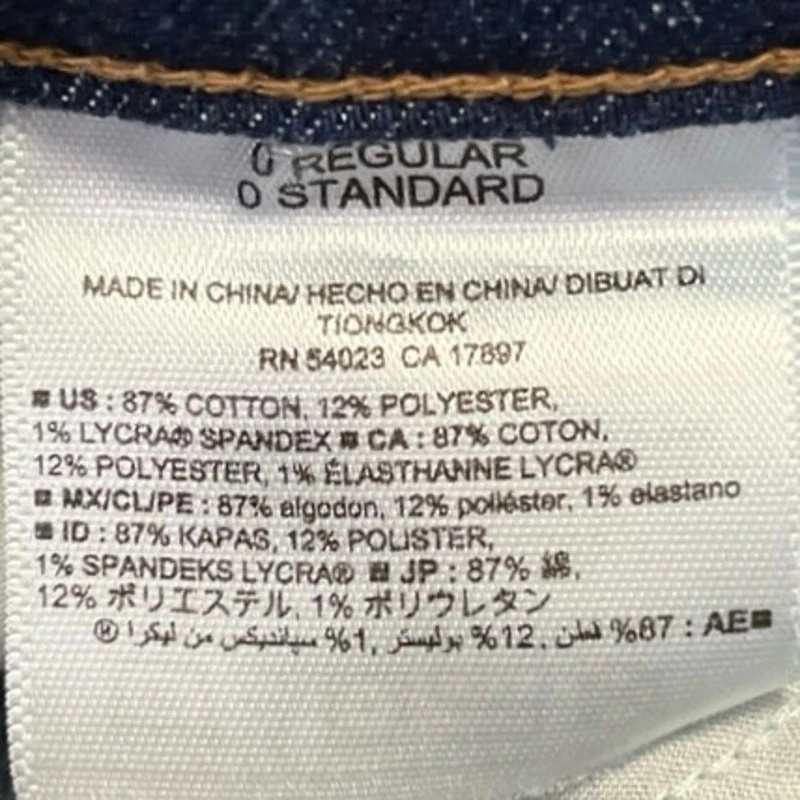 0 REGULAR
0 STANDARD
MADE IN CHINA/ HECHO EN CHINA/ DIBUAT DI
TIONGKOK
RN 54023 CA 17897
■ US : 87% COTTON, 12% POLYESTER,
1% LYCRA® SPANDEX ■ CA : 87% COTON,
12% POLYESTER, 1% ÉLASTHANNE LYCRA®
■ MX/CL/PE : 87% algodon, 12% poliéster, 1% elastano
■ ID : 87% KAPAS, 12% POLISTER,
1% SPANDEKS LYCRA® ■ JP : 87% 綿,
12% ポリエステル, 1% ポリウレタン
■AE : 87% قطن, 12% بوليستر, 1% سباندیکس من ليكرا ®